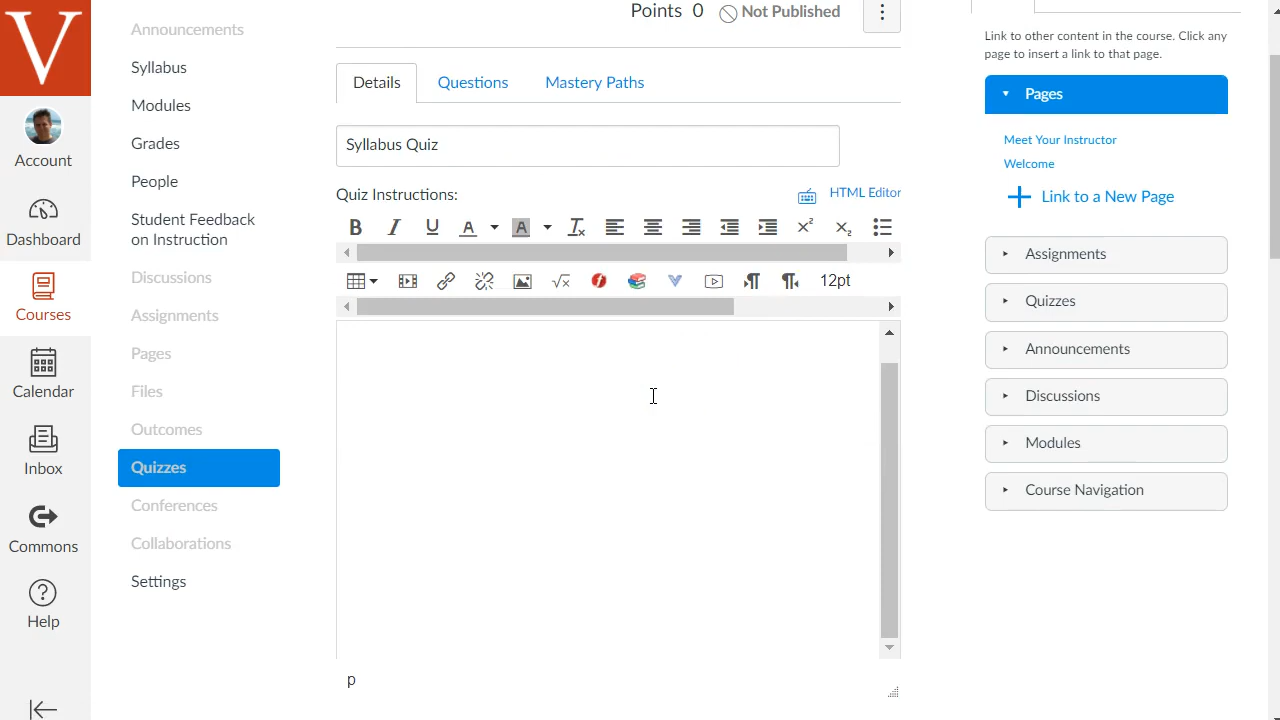 V
Account
Dashboard
Courses
Calendar
Inbox
Commons
Help
Announcements
Syllabus
Modules
Grades
People
Student Feedback
on Instruction
Discussions
Assignments
Pages
Files
Outcomes
Quizzes
Conferences
Collaborations
Settings
Points 0 Not Published
Details Questions Mastery Paths
Syllabus Quiz
Quiz Instructions: HTML Editor
12pt
p
Link to other content in the course. Click any
page to insert a link to that page.
Pages
Meet Your Instructor
Welcome
Link to a New Page
Assignments
Quizzes
Announcements
Discussions
Modules
Course Navigation